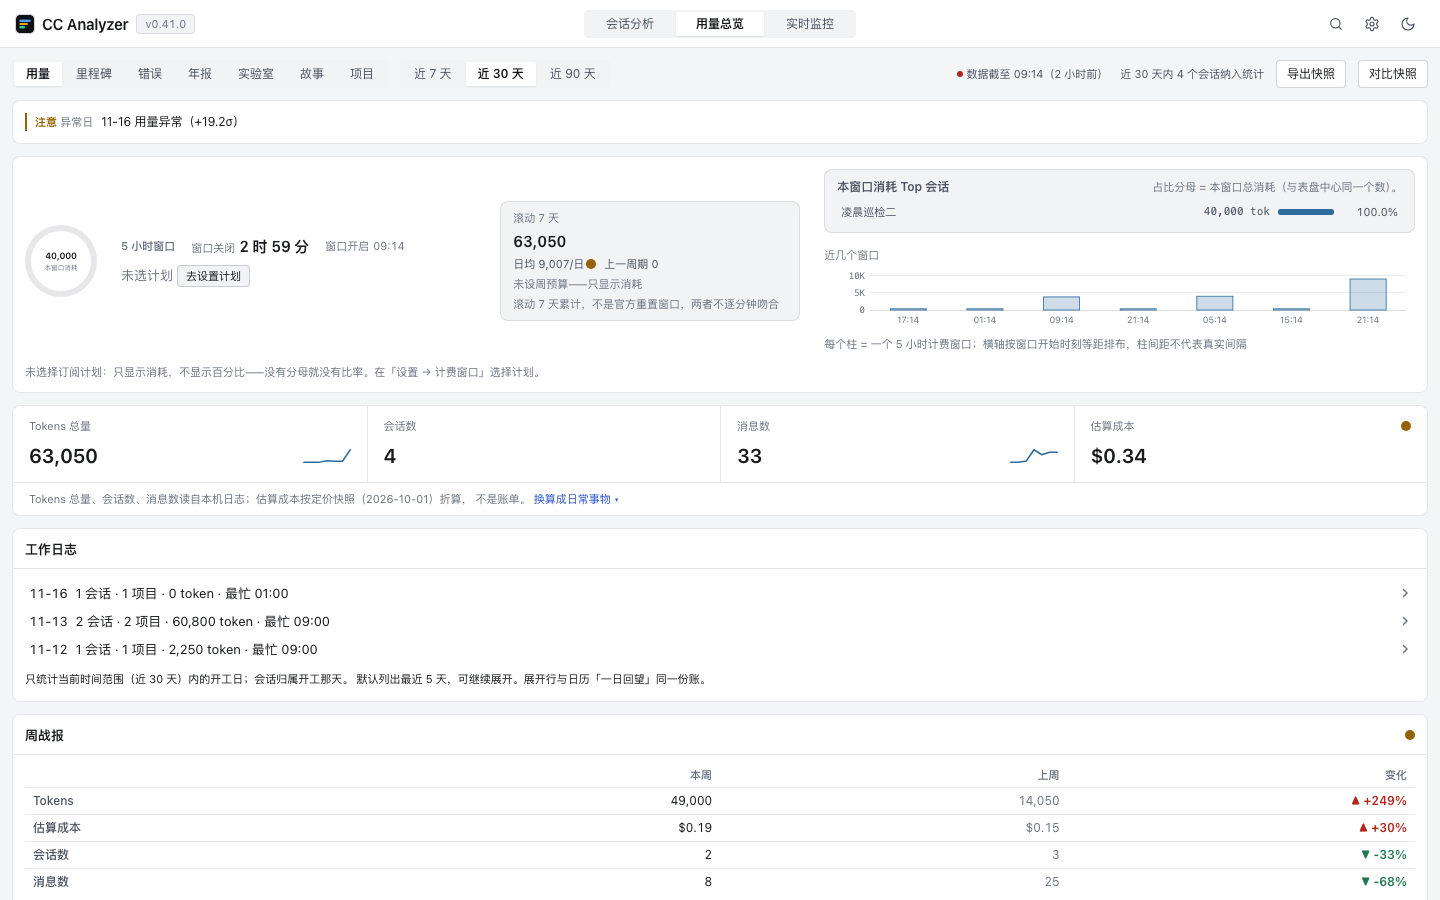 CC Analyzer v0.41.0 会话分析 用量总览 实时监控
用量 里程碑 错误 年报 实验室 故事 项目 近 7 天 近 30 天 近 90 天 数据截至 09:14（2 小时前） 近 30 天内 4 个会话纳入统计 导出快照 对比快照
注意 异常日 11-16 用量异常（+19.2σ）
40,000
本窗口消耗
5 小时窗口 窗口关闭 2 时 59 分 窗口开启 09:14
未选计划 去设置计划
滚动 7 天
63,050
日均 9,007/日 上一周期 0
未设周预算——只显示消耗
滚动 7 天累计，不是官方重置窗口，两者不逐分钟吻合
本窗口消耗 Top 会话 占比分母 = 本窗口总消耗（与表盘中心同一个数）。
凌晨巡检二 40,000 tok 100.0%
近几个窗口
10K
5K
0
17:14 01:14 09:14 21:14 05:14 15:14 21:14
每个柱 = 一个 5 小时计费窗口；横轴按窗口开始时刻等距排布，柱间距不代表真实间隔
未选择订阅计划：只显示消耗，不显示百分比——没有分母就没有比率。在「设置 → 计费窗口」选择计划。
Tokens 总量 会话数 消息数 估算成本
63,050 4 33 $0.34
Tokens 总量、会话数、消息数读自本机日志；估算成本按定价快照（2026-10-01）折算， 不是账单。 换算成日常事物 ▾
工作日志
11-16 1 会话 · 1 项目 · 0 token · 最忙 01:00
11-13 2 会话 · 2 项目 · 60,800 token · 最忙 09:00
11-12 1 会话 · 1 项目 · 2,250 token · 最忙 09:00
只统计当前时间范围（近 30 天）内的开工日；会话归属开工那天。 默认列出最近 5 天，可继续展开。展开行与日历「一日回望」同一份账。
周战报
本周 上周 变化
Tokens 49,000 14,050 ▲ +249%
估算成本 $0.19 $0.15 ▲ +30%
会话数 2 3 ▼ -33%
消息数 8 25 ▼ -68%